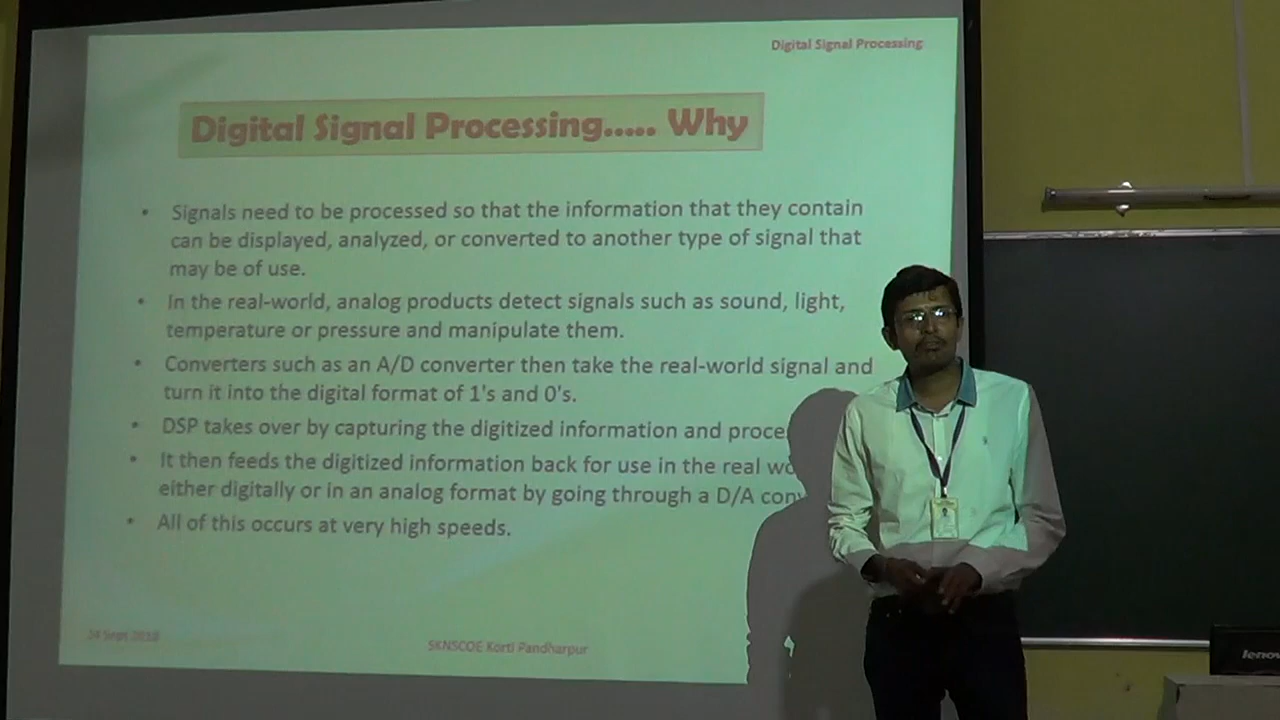 Digital Signal Processing
Digital Signal Processing..... Why
• Signals need to be processed so that the information that they contain
can be displayed, analyzed, or converted to another type of signal that
may be of use.
• In the real-world, analog products detect signals such as sound, light,
temperature or pressure and manipulate them.
• Converters such as an A/D converter then take the real-world signal and
turn it into the digital format of 1's and 0's.
• DSP takes over by capturing the digitized information and proce
• It then feeds the digitized information back for use in the real wo
either digitally or in an analog format by going through a D/A conv
• All of this occurs at very high speeds.
Sept
SKNSCOE Korti Pandharpur
lenov